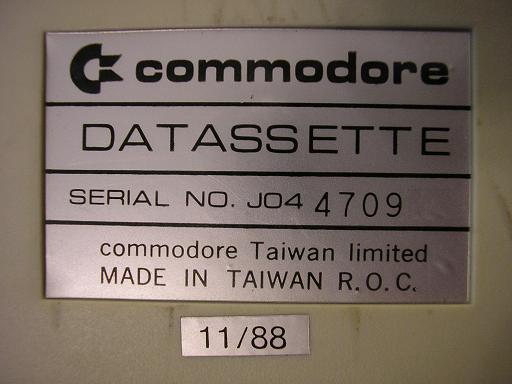 commodore
DATASSETTE
SERIAL NO. J04 4709
commodore Taiwan limited
MADE IN TAIWAN R.O.C.
11/88